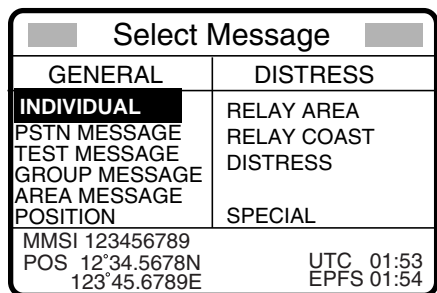 Select Message
GENERAL
INDIVIDUAL
PSTN MESSAGE
TEST MESSAGE
GROUP MESSAGE
AREA MESSAGE
POSITION
DISTRESS
RELAY AREA
RELAY COAST
DISTRESS
SPECIAL
MMSI 123456789
POS 12°34.5678N
123°45.6789E
UTC 01:53
EPFS 01:54